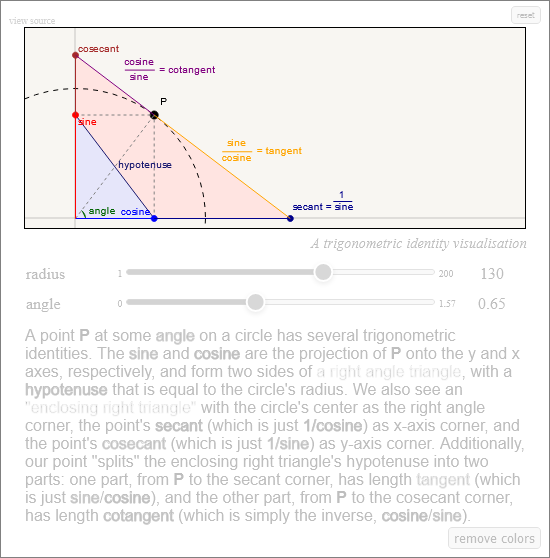 view source
reset
cosecant
cosine
sine
= cotangent
P
sine
sine
cosine
= tangent
hypotenuse
secant =
1
sine
angle
cosine
A trigonometric identity visualisation
radius 1 200 130
angle 0 1.57 0.65
A point P at some angle on a circle has several trigonometric
identities. The sine and cosine are the projection of P onto the y and x
axes, respectively, and form two sides of a right angle triangle, with a
hypotenuse that is equal to the circle's radius. We also see an
"enclosing right triangle" with the circle's center as the right angle
corner, the point's secant (which is just 1/cosine) as x-axis corner, and
the point's cosecant (which is just 1/sine) as y-axis corner. Additionally,
our point "splits" the enclosing right triangle's hypotenuse into two
parts: one part, from P to the secant corner, has length tangent (which
is just sine/cosine), and the other part, from P to the cosecant corner,
has length cotangent (which is simply the inverse, cosine/sine).
remove colors